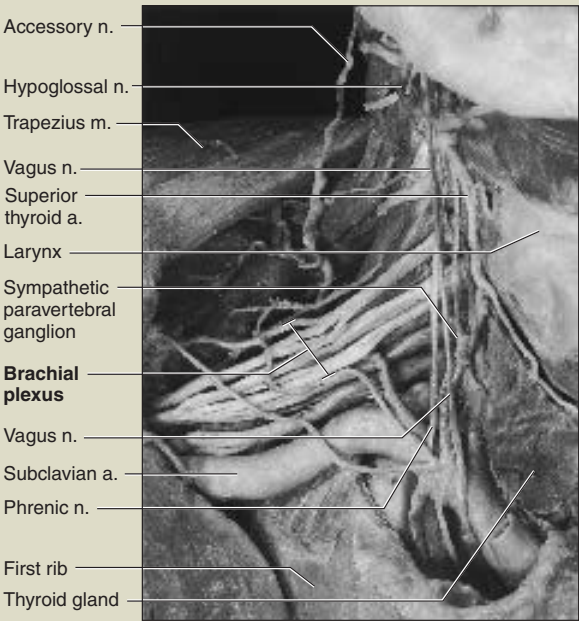 Accessory n.
Hypoglossal n.
Trapezius m.
Vagus n.
Superior
thyroid a.
Larynx
Sympathetic
paravertebral
ganglion
Brachial
plexus
Vagus n.
Subclavian a.
Phrenic n.
First rib
Thyroid gland